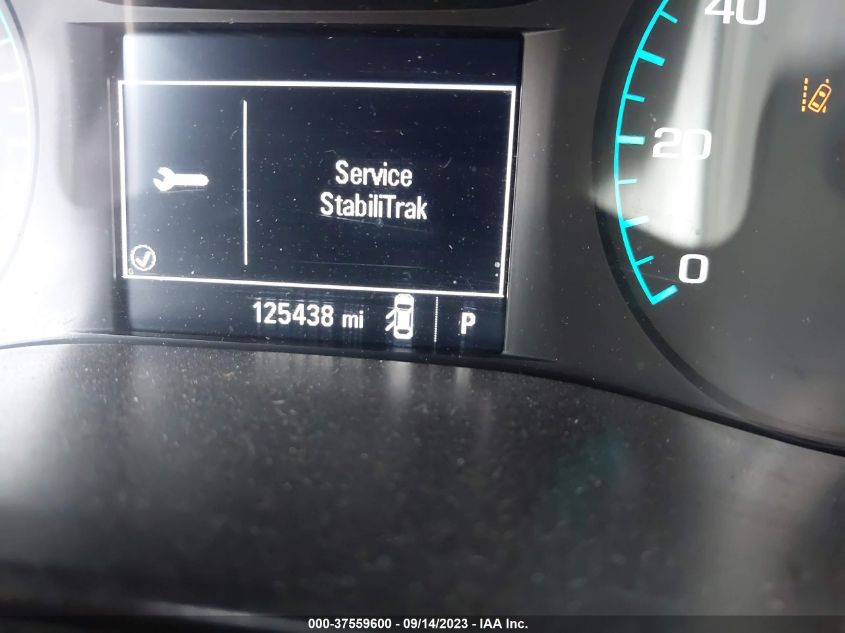 40
20
0
Service
StabiliTrak
125438 mi
P
000-37559600 - 09/14/2023 - IAA Inc.